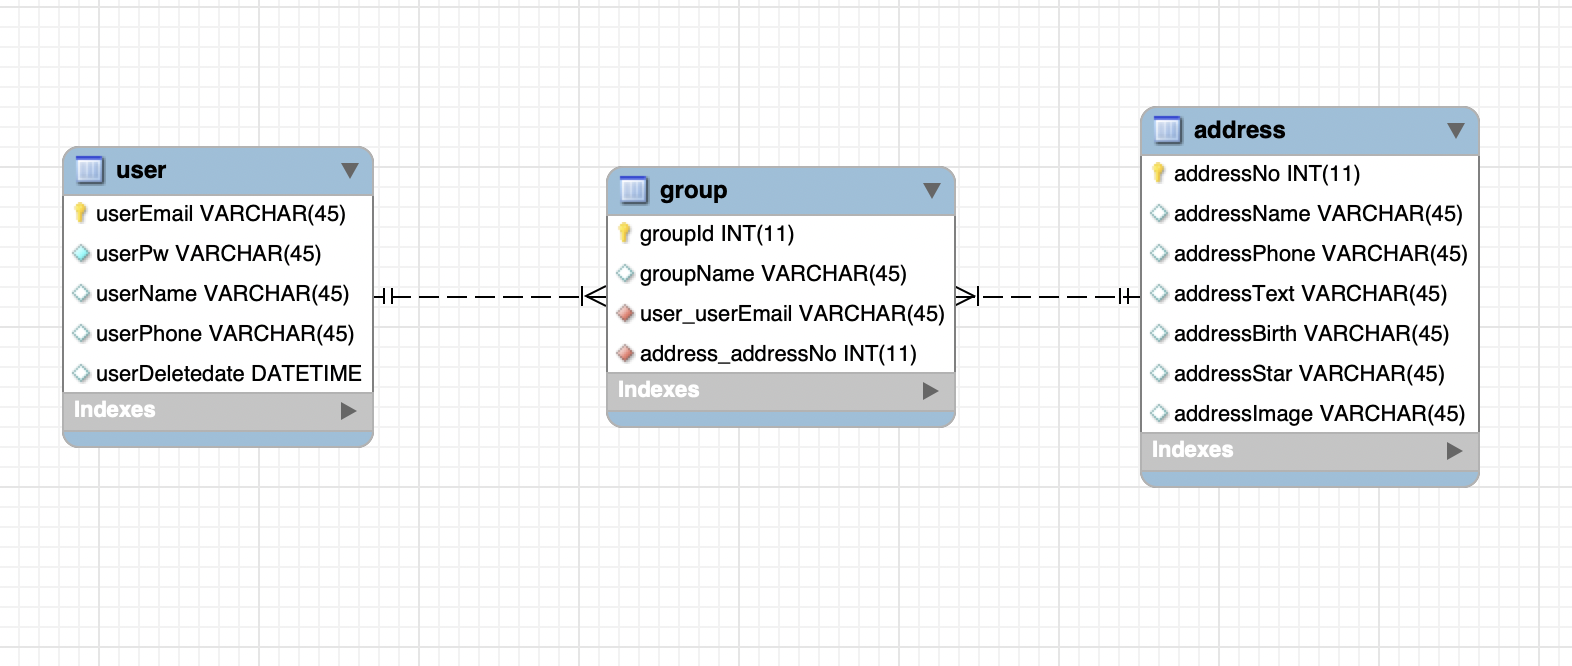 user
userEmail VARCHAR(45)
userPw VARCHAR(45)
userName VARCHAR(45)
userPhone VARCHAR(45)
userDeletedate DATETIME
Indexes
group
groupId INT(11)
groupName VARCHAR(45)
user_userEmail VARCHAR(45)
address_addressNo INT(11)
Indexes
address
addressNo INT(11)
addressName VARCHAR(45)
addressPhone VARCHAR(45)
addressText VARCHAR(45)
addressBirth VARCHAR(45)
addressStar VARCHAR(45)
addressImage VARCHAR(45)
Indexes